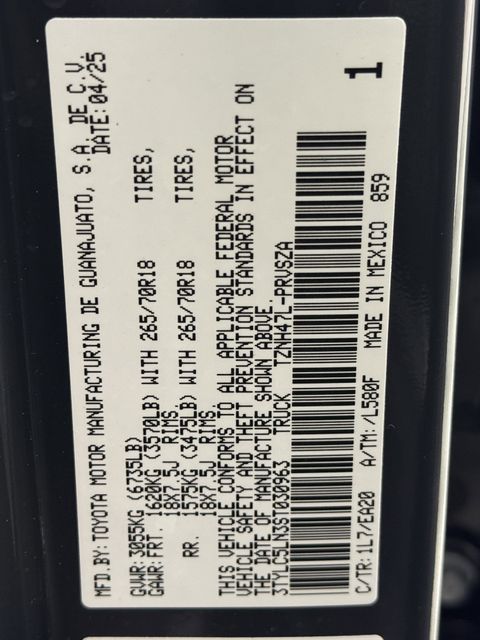 MFD.BY: TOYOTA MOTOR MANUFACTURING DE GUANAJUATO, S.A. DE C.V.
DATE: 04/25
GVWR: 3055KG (6735LB)
GAWR: FRT. 1620KG (3570LB) WITH 265/70R18 TIRES,
18X7.5J RIMS
RR. 1575KG (3475LB) WITH 265/70R18 TIRES,
18X7.5J RIMS
THIS VEHICLE CONFORMS TO ALL APPLICABLE FEDERAL MOTOR
VEHICLE SAFETY AND THEFT PREVENTION STANDARDS IN EFFECT ON
THE DATE OF MANUFACTURE SHOWN ABOVE.
3TYLC5LN3ST030963 TRUCK TZNH47L-PRVSZA
1
C/TR: 1L7/EA20 A/TM: /L580F MADE IN MEXICO 859